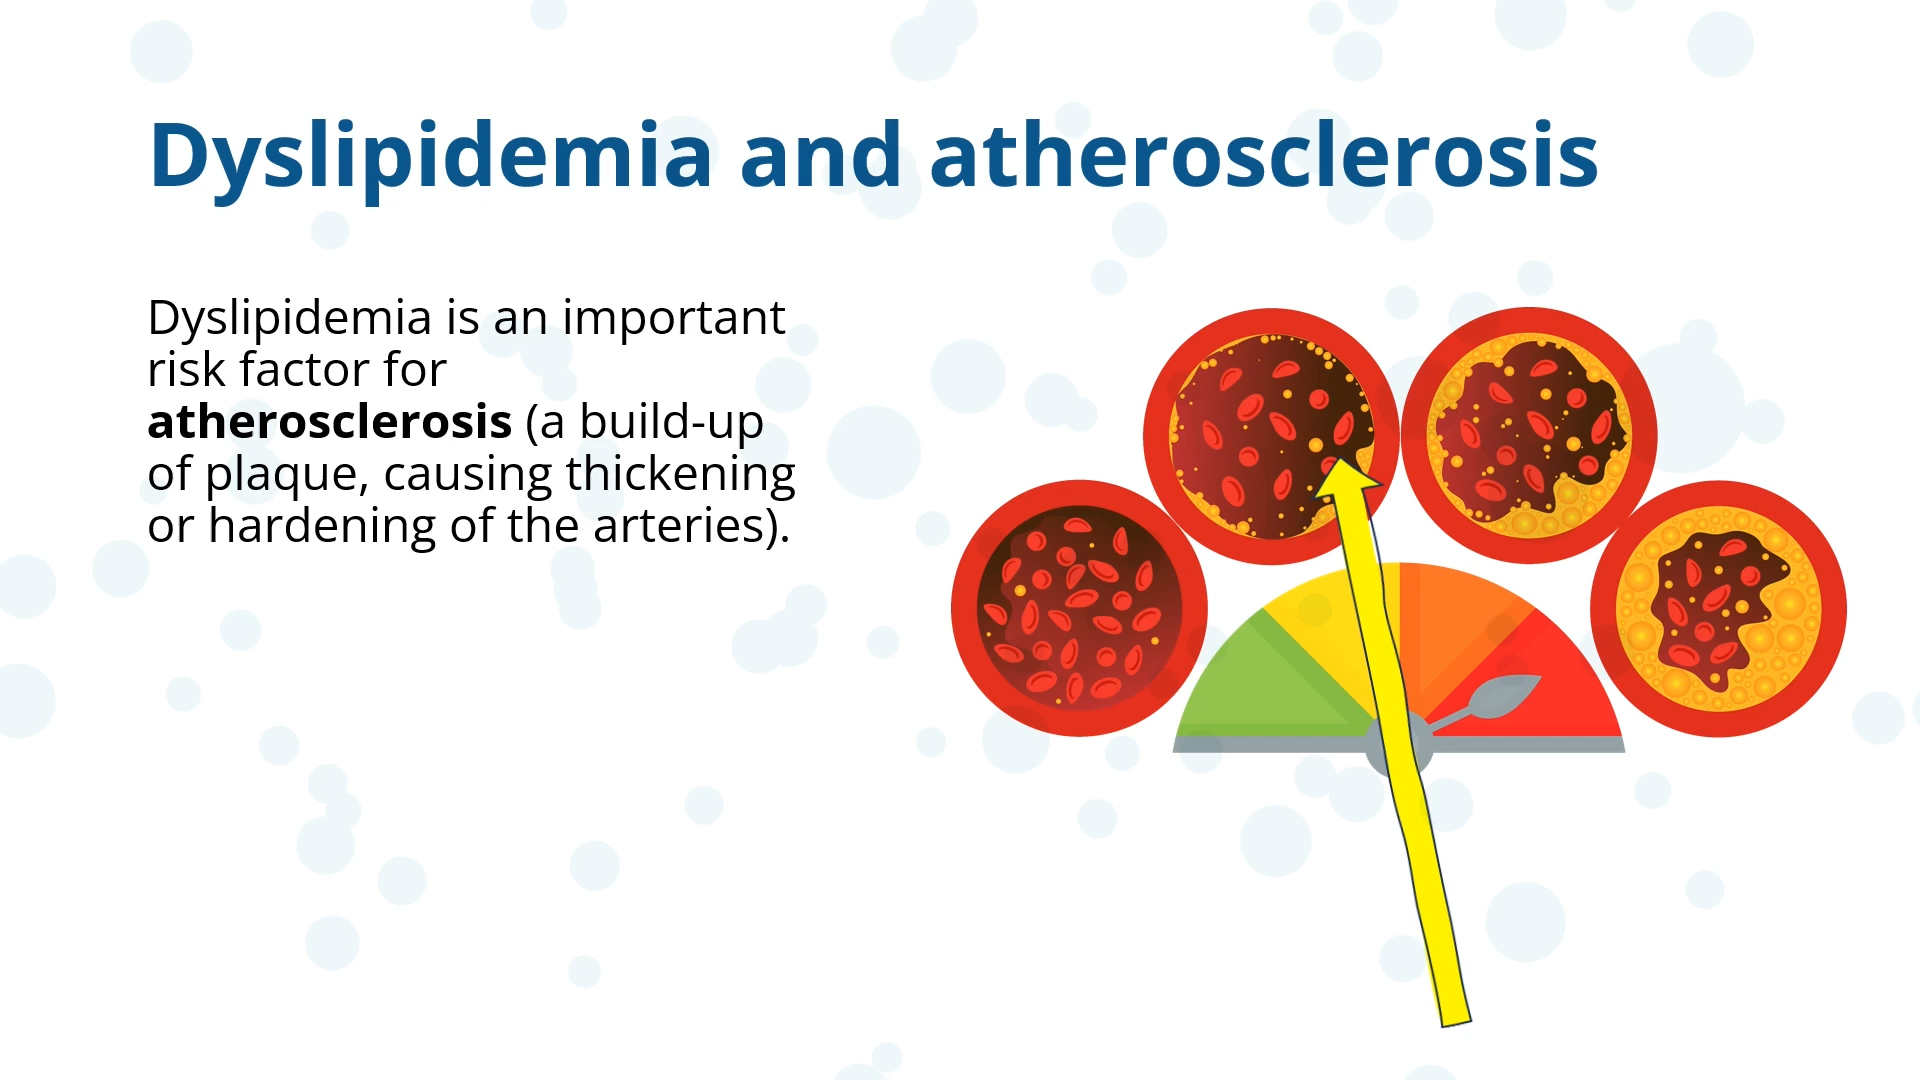 Dyslipidemia and atherosclerosis
Dyslipidemia is an important
risk factor for
atherosclerosis (a build-up
of plaque, causing thickening
or hardening of the arteries).